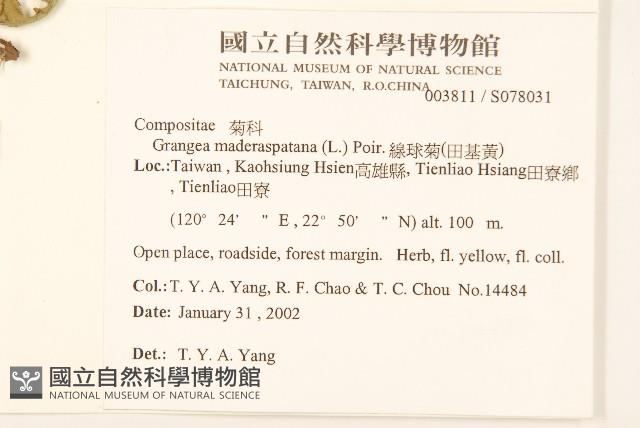 國立自然科學博物館
NATIONAL MUSEUM OF NATURAL SCIENCE
TAICHUNG, TAIWAN, R.O.CHINA
003811 / S078031
Compositae 菊科
Grangea maderaspatana (L.) Poir. 線球菊(田基黃)
Loc.:Taiwan , Kaohsiung Hsien高雄縣, Tienliao Hsiang田寮鄉
, Tienliao田寮
(120° 24' " E , 22° 50' " N) alt. 100 m.
Open place, roadside, forest margin. Herb, fl. yellow, fl. coll.
Col.: T. Y. A. Yang, R. F. Chao & T. C. Chou No.14484
Date: January 31 , 2002
Det.: T. Y. A. Yang
國立自然科學博物館
NATIONAL MUSEUM OF NATURAL SCIENCE